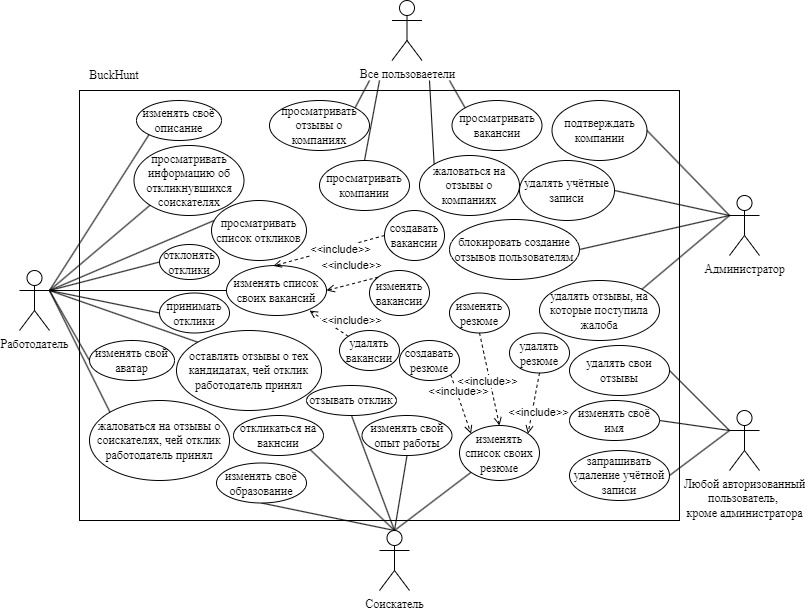 Все пользоваетели
BuckHunt
изменять своё
описание
просматривать
отзывы о
компаниях
просматривать
вакансии
подтверждать
компании
просматривать
информацию об
откликнувшихся
соискателях
просматривать
компании
жаловаться на
отзывы о
компаниях
удалять учётные
записи
просматривать
список откликов
создавать
вакансии
блокировать создание
отзывов пользователям
<<include>>
отклонять
отклики
<<include>>
Администратор
изменять список
своих вакансий
изменять
вакансии
изменять
резюме
удалять отзывы, на
которые поступила
жалоба
принимать
отклики
<<include>>
Работодатель
изменять свой
аватар
оставлять отзывы о тех
кандидатах, чей отклик
работодатель принял
удалять
вакансии
создавать
резюме
удалять
резюме
удалять свои
отзывы
<<include>>
<<include>>
отзывать отклик
<<include>>
жаловаться на отзывы о
соискателях, чей отклик
работодатель принял
откликаться на
вакнсии
изменять свой
опыт работы
изменять
список своих
резюме
изменять своё
имя
запрашивать
удаление учётной
записи
изменять своё
образование
Любой авторизованный
пользователь,
кроме администратора
Соискатель